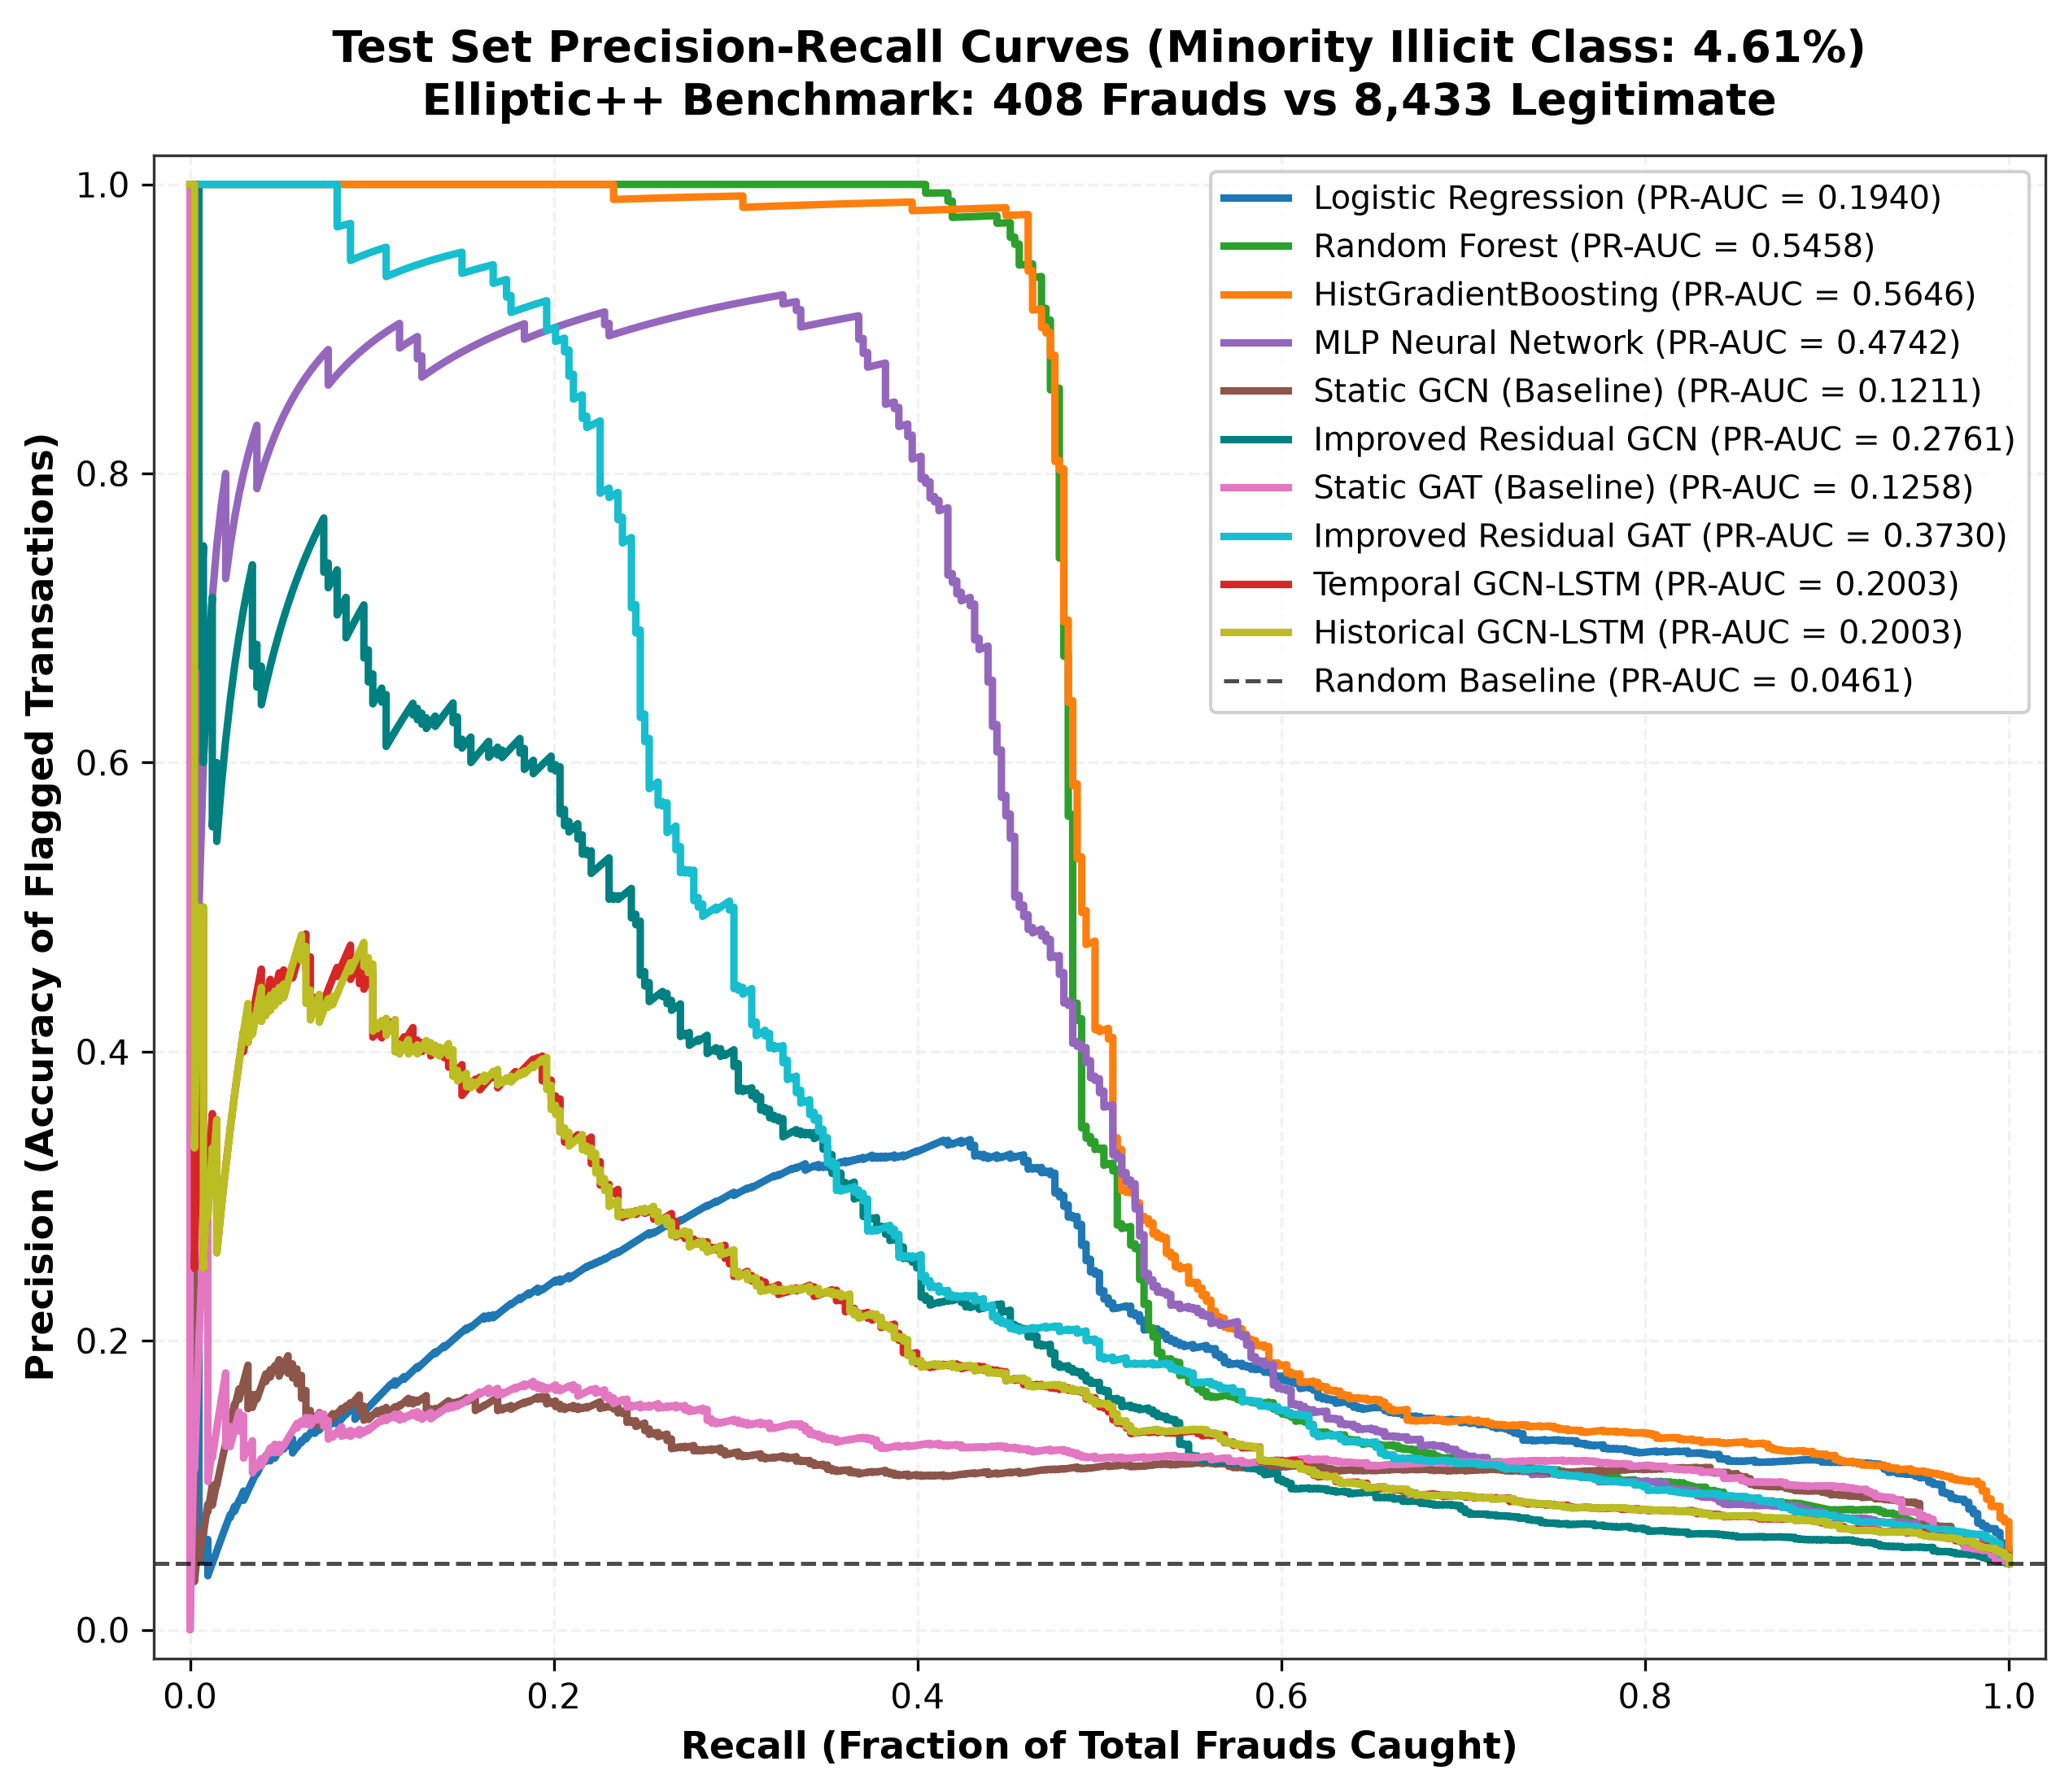 Test Set Precision-Recall Curves (Minority Illicit Class: 4.61%)
Elliptic++ Benchmark: 408 Frauds vs 8,433 Legitimate
Precision (Accuracy of Flagged Transactions)
1.0
0.8
0.6
0.4
0.2
0.0
Logistic Regression (PR-AUC = 0.1940)
Random Forest (PR-AUC = 0.5458)
HistGradientBoosting (PR-AUC = 0.5646)
MLP Neural Network (PR-AUC = 0.4742)
Static GCN (Baseline) (PR-AUC = 0.1211)
Improved Residual GCN (PR-AUC = 0.2761)
Static GAT (Baseline) (PR-AUC = 0.1258)
Improved Residual GAT (PR-AUC = 0.3730)
Temporal GCN-LSTM (PR-AUC = 0.2003)
Historical GCN-LSTM (PR-AUC = 0.2003)
Random Baseline (PR-AUC = 0.0461)
0.0 0.2 0.4 0.6 0.8 1.0
Recall (Fraction of Total Frauds Caught)